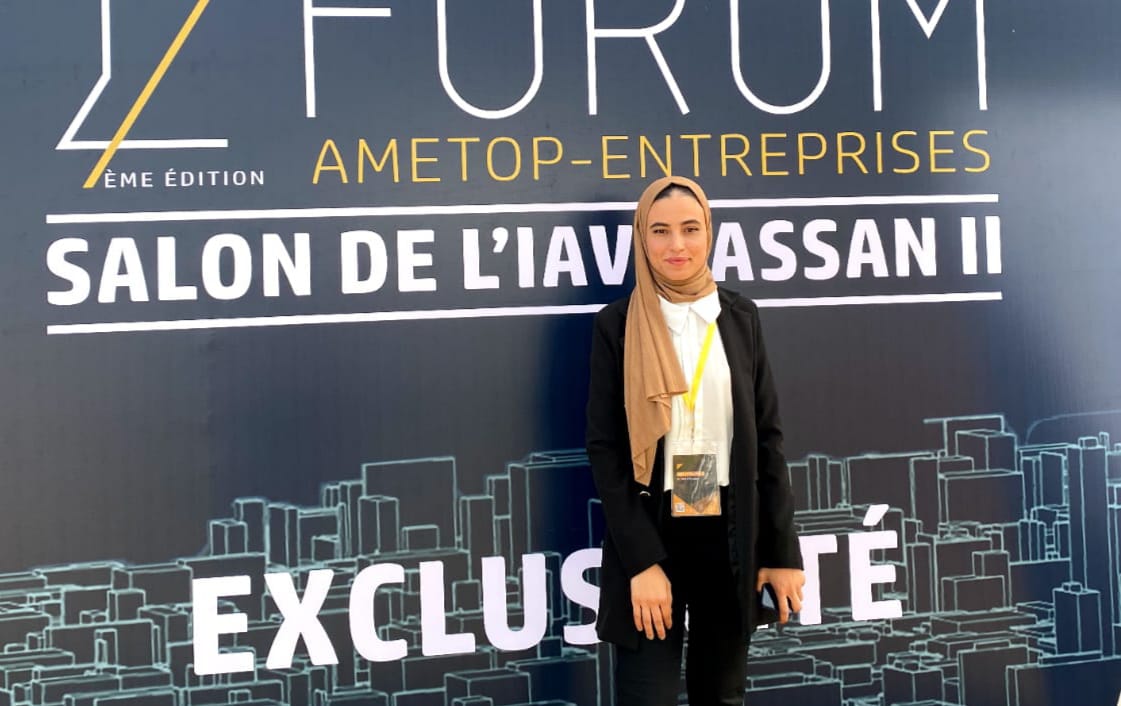 FORUM
ÈME ÉDITION
AMETOP-ENTREPRISES
SALON DE L'IAV ASSAN II
EXCLUS TÉ